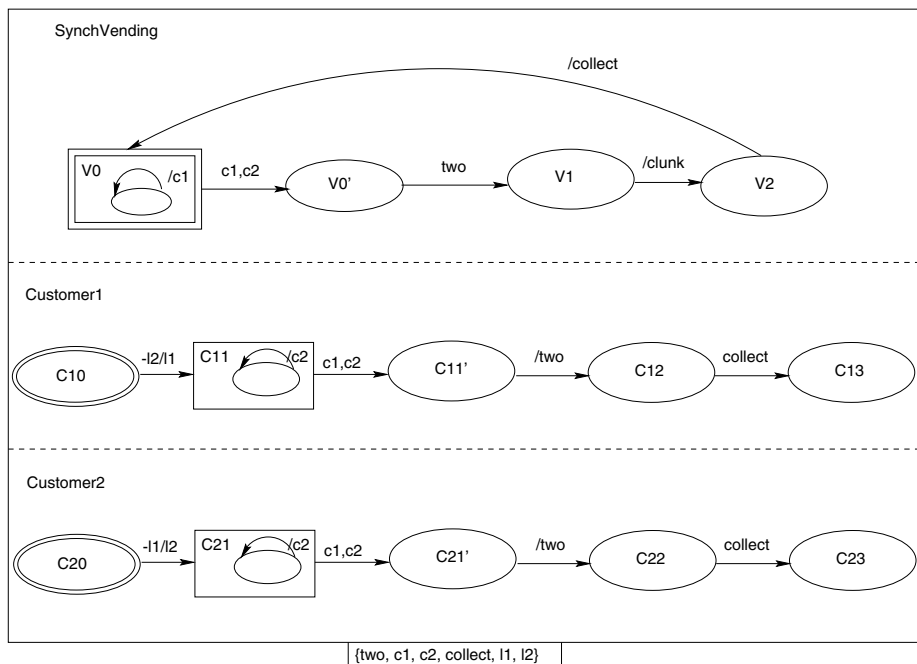 SynchVending
/collect
V0
/c1
c1,c2
V0'
two
V1
/clunk
V2
Customer1
C10
-l2/l1
C11
/c2
c1,c2
C11'
/two
C12
collect
C13
Customer2
C20
-l1/l2
C21
/c2
c1,c2
C21'
/two
C22
collect
C23
{two, c1, c2, collect, l1, l2}